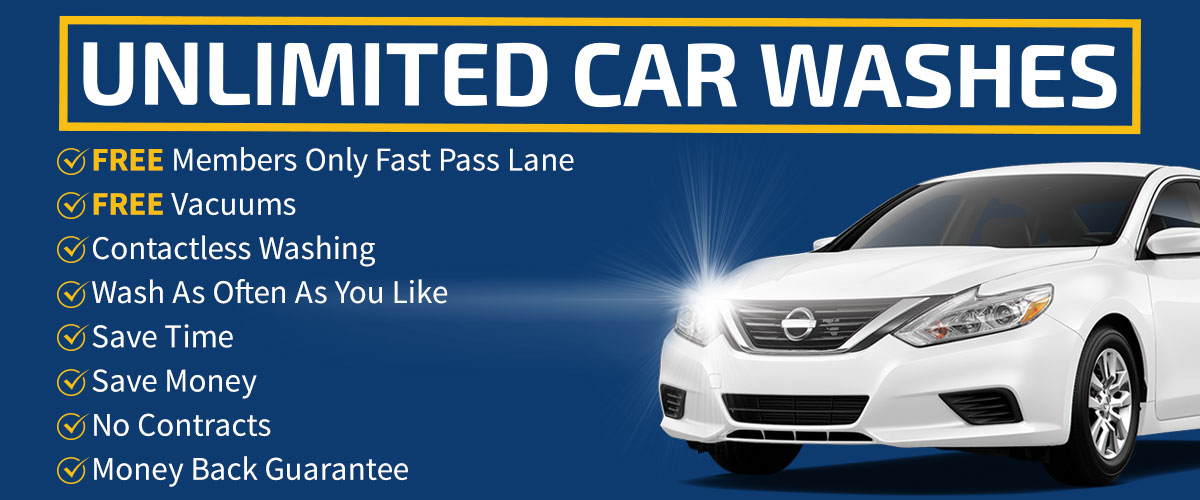 UNLIMITED CAR WASHES
FREE Members Only Fast Pass Lane
FREE Vacuums
Contactless Washing
Wash As Often As You Like
Save Time
Save Money
No Contracts
Money Back Guarantee